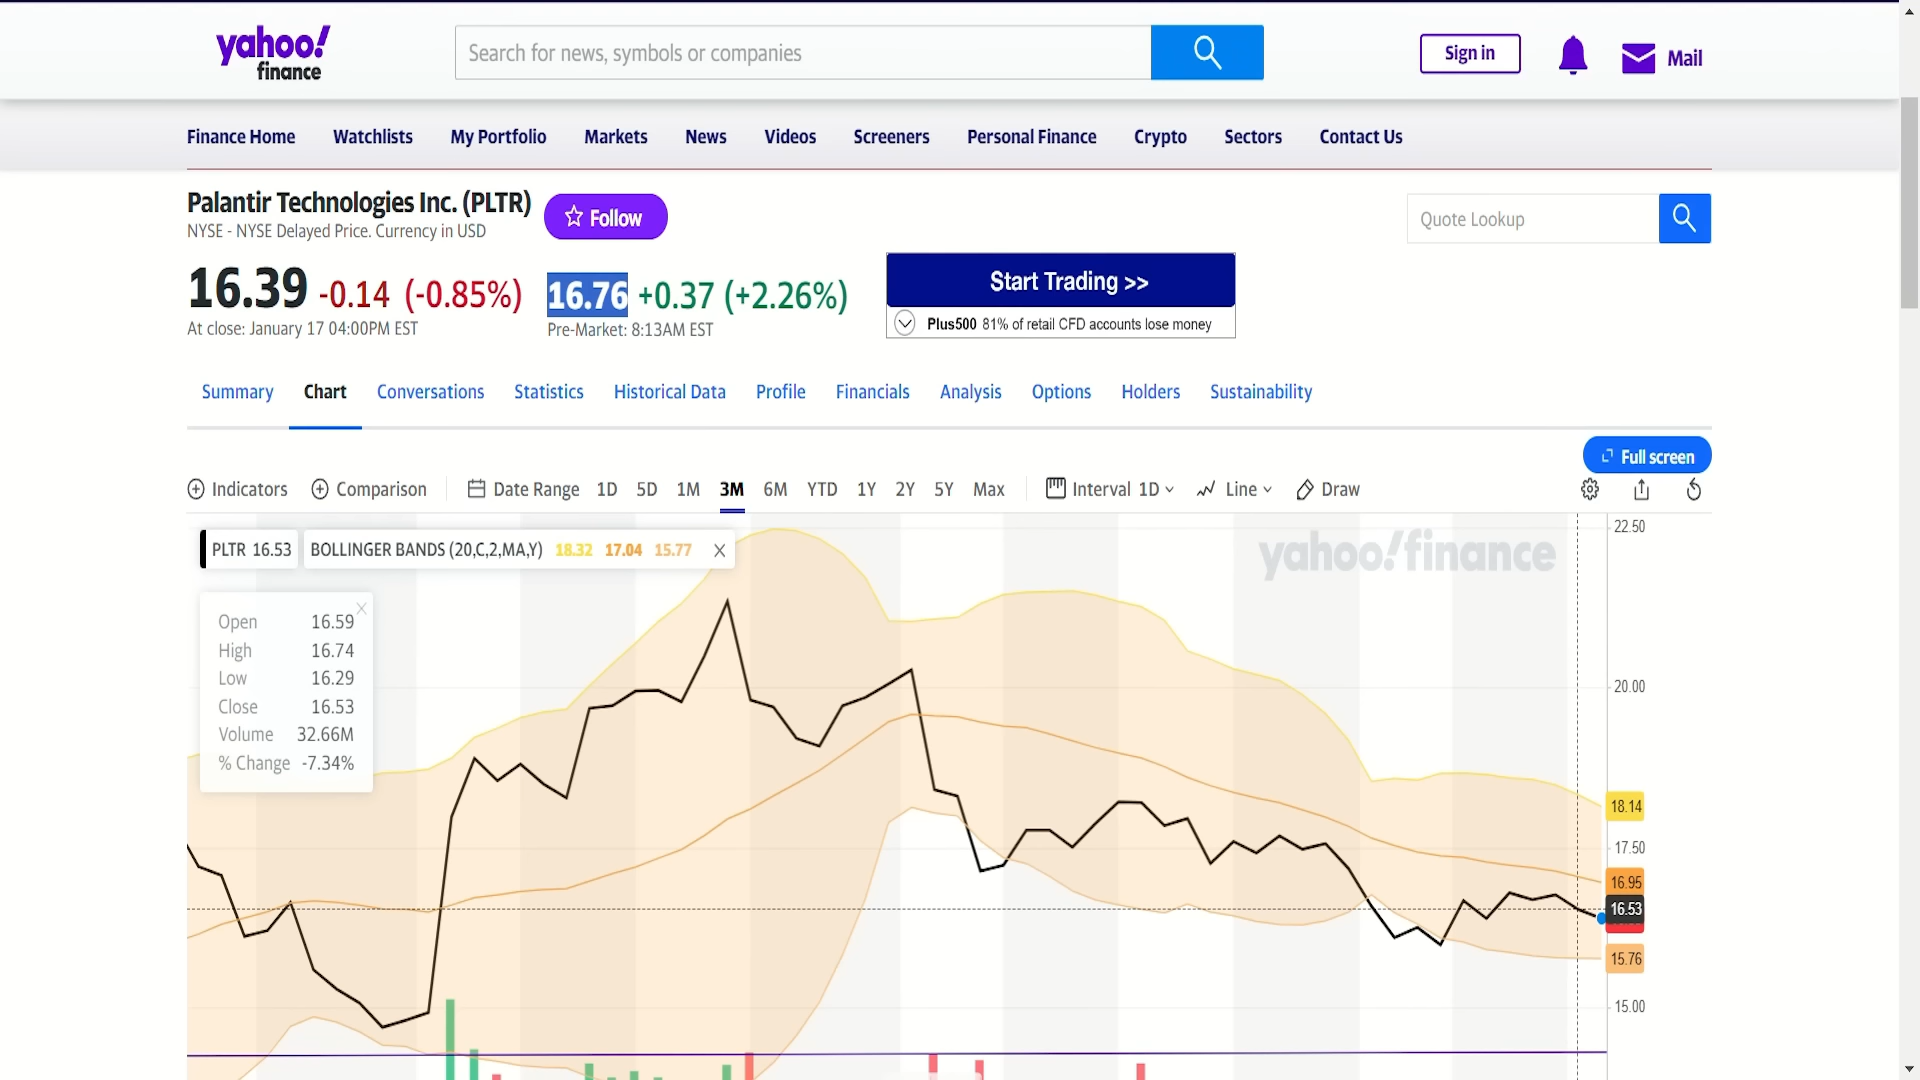 yahoo!
finance
Search for news, symbols or companies
Sign in
Mail
Finance Home Watchlists My Portfolio Markets News Videos Screeners Personal Finance Crypto Sectors Contact Us
Palantir Technologies Inc. (PLTR)
Follow
NYSE - NYSE Delayed Price. Currency in USD
Quote Lookup
16.39 -0.14 (-0.85%) 16.76 +0.37 (+2.26%)
At close: January 17 04:00PM EST
Pre-Market: 8:13AM EST
Start Trading >>
Plus500 81% of retail CFD accounts lose money
Summary Chart Conversations Statistics Historical Data Profile Financials Analysis Options Holders Sustainability
Full screen
Indicators Comparison Date Range 1D 5D 1M 3M 6M YTD 1Y 2Y 5Y Max Interval 1D Line Draw
PLTR 16.53
BOLLINGER BANDS (20,C,2,MA,Y) 18.32 17.04 15.77 X
yahoo!finance
Open 16.59
High 16.74
Low 16.29
Close 16.53
Volume 32.66M
% Change -7.34%
22.50
20.00
18.14
17.50
16.95
16.53
15.76
15.00